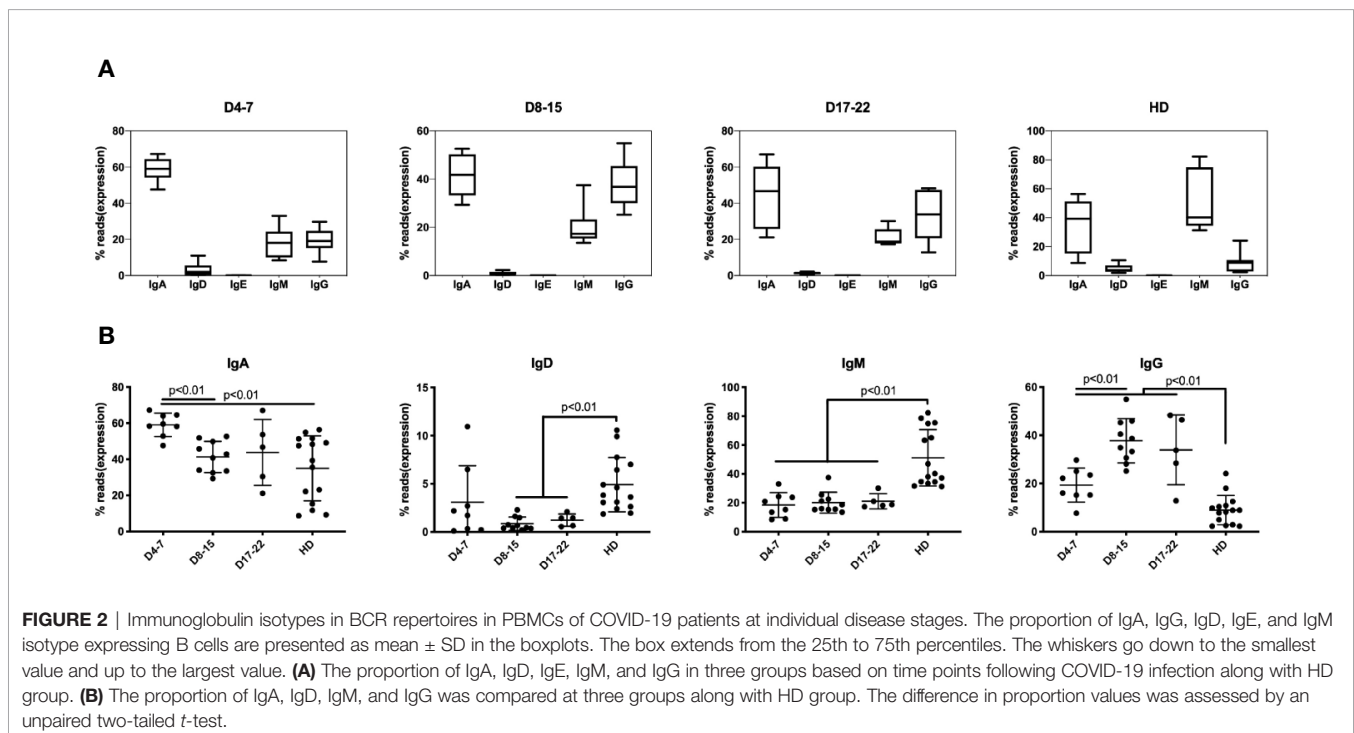 A
D4-7
D8-15
D17-22
HD
% reads(expression)
80
60
40
20
0
IgA
IgD
IgE
IgM
IgG
% reads(expression)
60
40
20
0
IgA
IgD
IgE
IgM
IgG
% reads(expression)
80
60
40
20
0
IgA
IgD
IgE
IgM
IgG
% reads(expression)
100
80
60
40
20
0
IgA
IgD
IgE
IgM
IgG
B
IgA
IgD
IgM
IgG
% reads(expression)
80
60
40
20
0
p<0.01
p<0.01
D4-7
D8-15
D17-22
HD
% reads(expression)
15
10
5
0
p<0.01
D4-7
D8-15
D17-22
HD
% reads(expression)
100
80
60
40
20
0
p<0.01
D4-7
D8-15
D17-22
HD
% reads(expression)
80
60
40
20
0
p<0.01
p<0.01
D4-7
D8-15
D17-22
HD
FIGURE 2 | Immunoglobulin isotypes in BCR repertoires in PBMCs of COVID-19 patients at individual disease stages. The proportion of IgA, IgG, IgD, IgE, and IgM
isotype expressing B cells are presented as mean ± SD in the boxplots. The box extends from the 25th to 75th percentiles. The whiskers go down to the smallest
value and up to the largest value. (A) The proportion of IgA, IgD, IgE, IgM, and IgG in three groups based on time points following COVID-19 infection along with HD
group. (B) The proportion of IgA, IgD, IgM, and IgG was compared at three groups along with HD group. The difference in proportion values was assessed by an
unpaired two-tailed t-test.